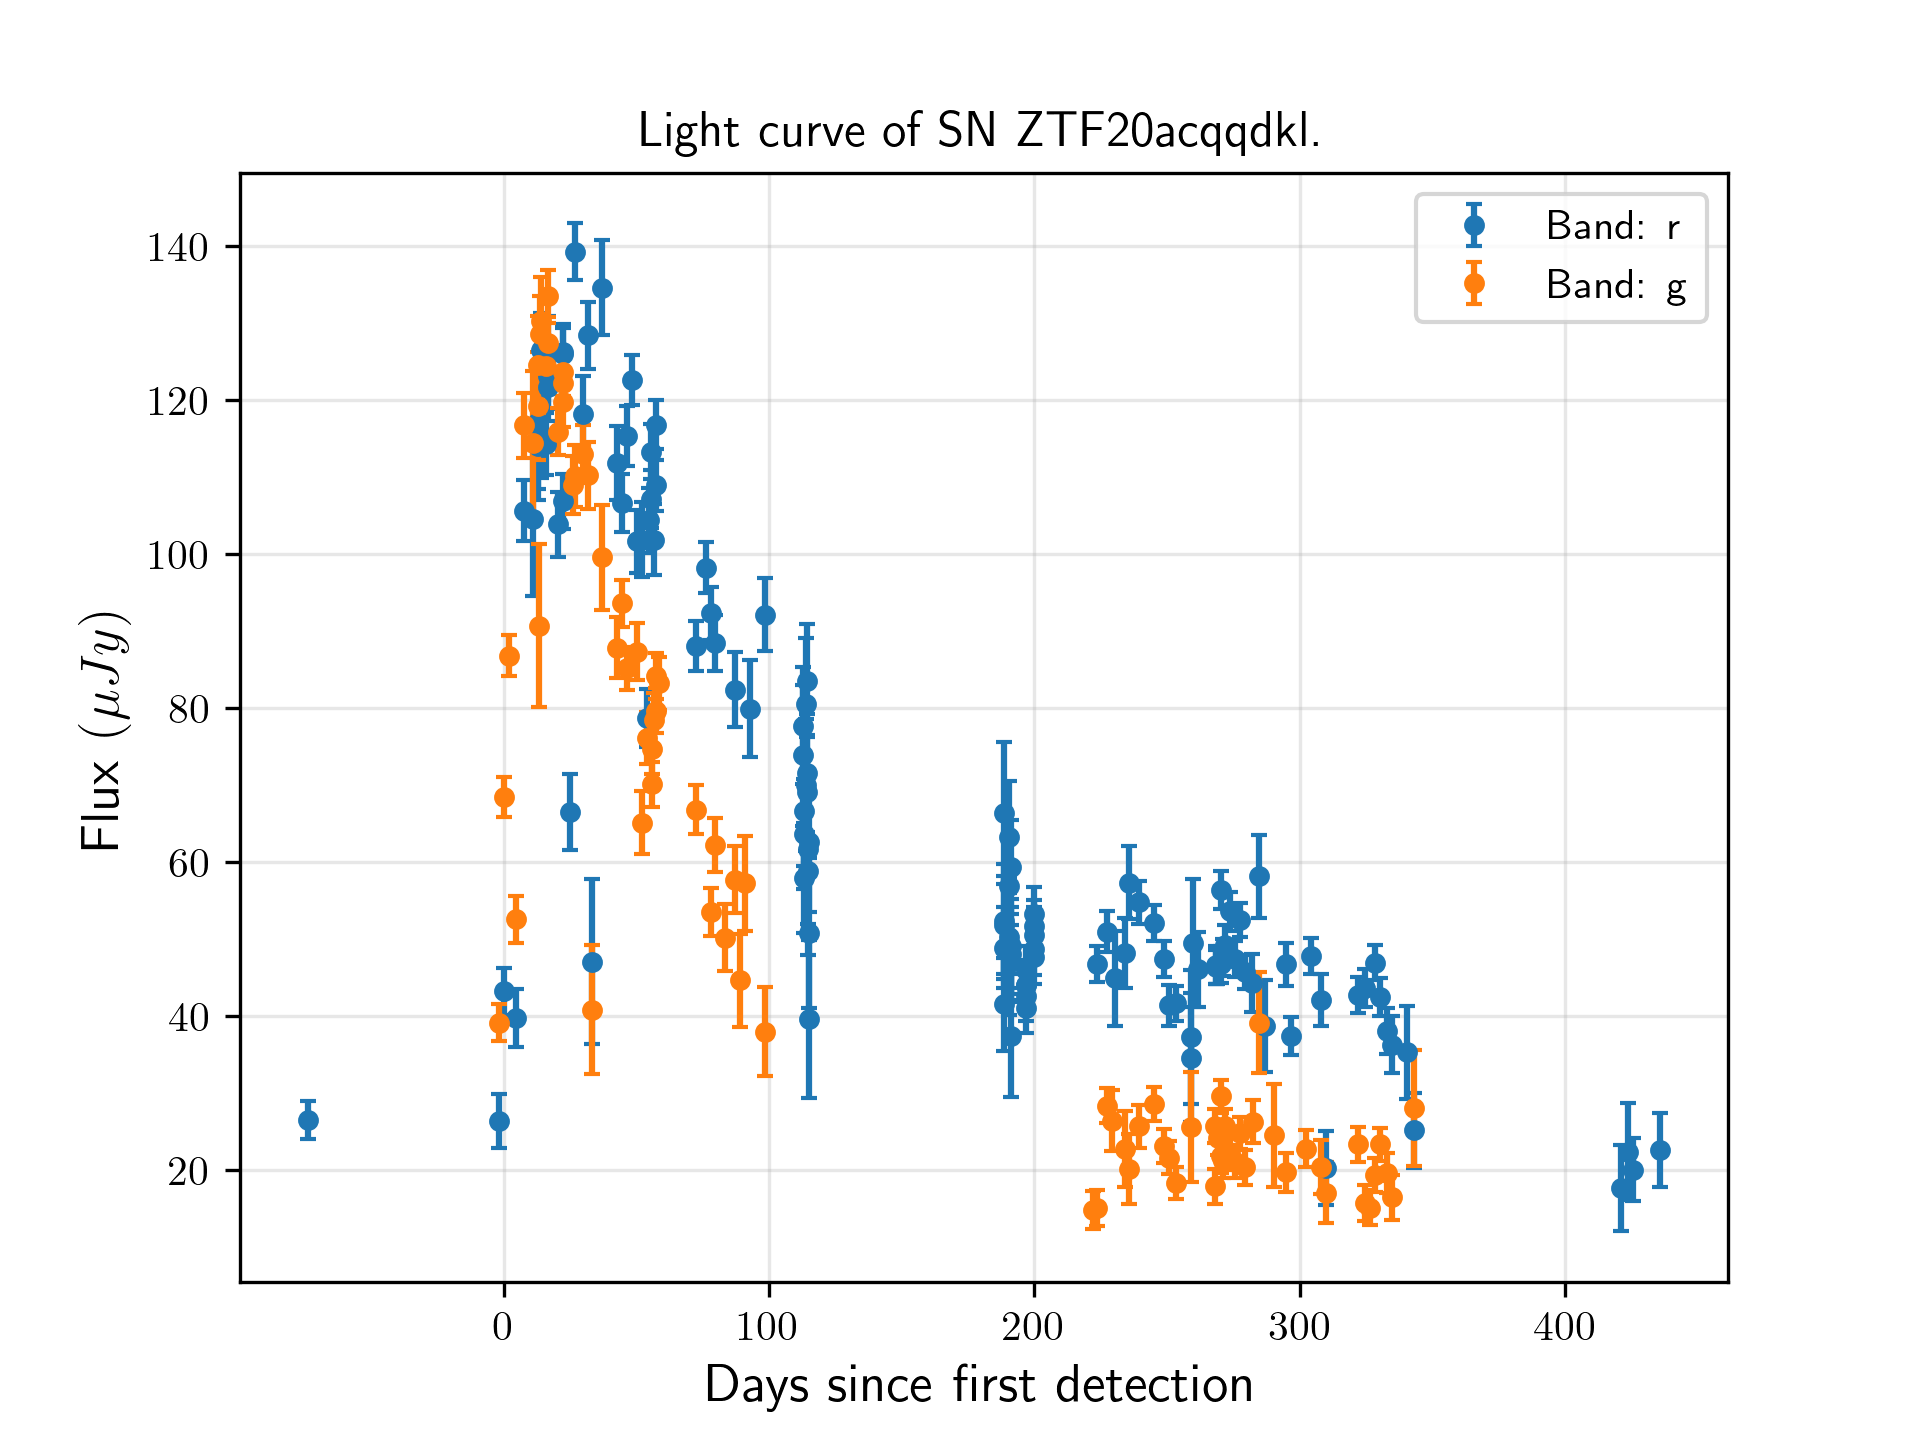 Light curve of SN ZTF20acqqdkl.
Band: r
Band: g
140
120
100
80
60
40
20
Flux (μJy)
0 100 200 300 400
Days since first detection